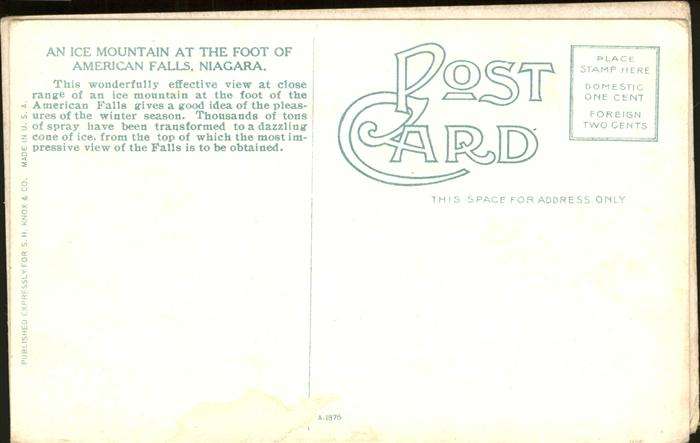 AN ICE MOUNTAIN AT THE FOOT OF
AMERICAN FALLS, NIAGARA.
This wonderfully effective view at close
range of an ice mountain at the foot of the
American Falls gives a good idea of the pleas-
ures of the winter season. Thousands of tons
of spray have been transformed to a dazzling
cone of ice, from the top of which the most im-
pressive view of the Falls is to be obtained.
PUBLISHED EXPRESSLY FOR S. H. KNOX & CO. MADE IN U. S. A.
POST
CARD
PLACE
STAMP HERE
DOMESTIC
ONE CENT
FOREIGN
TWO CENTS
THIS SPACE FOR ADDRESS ONLY
A-1876